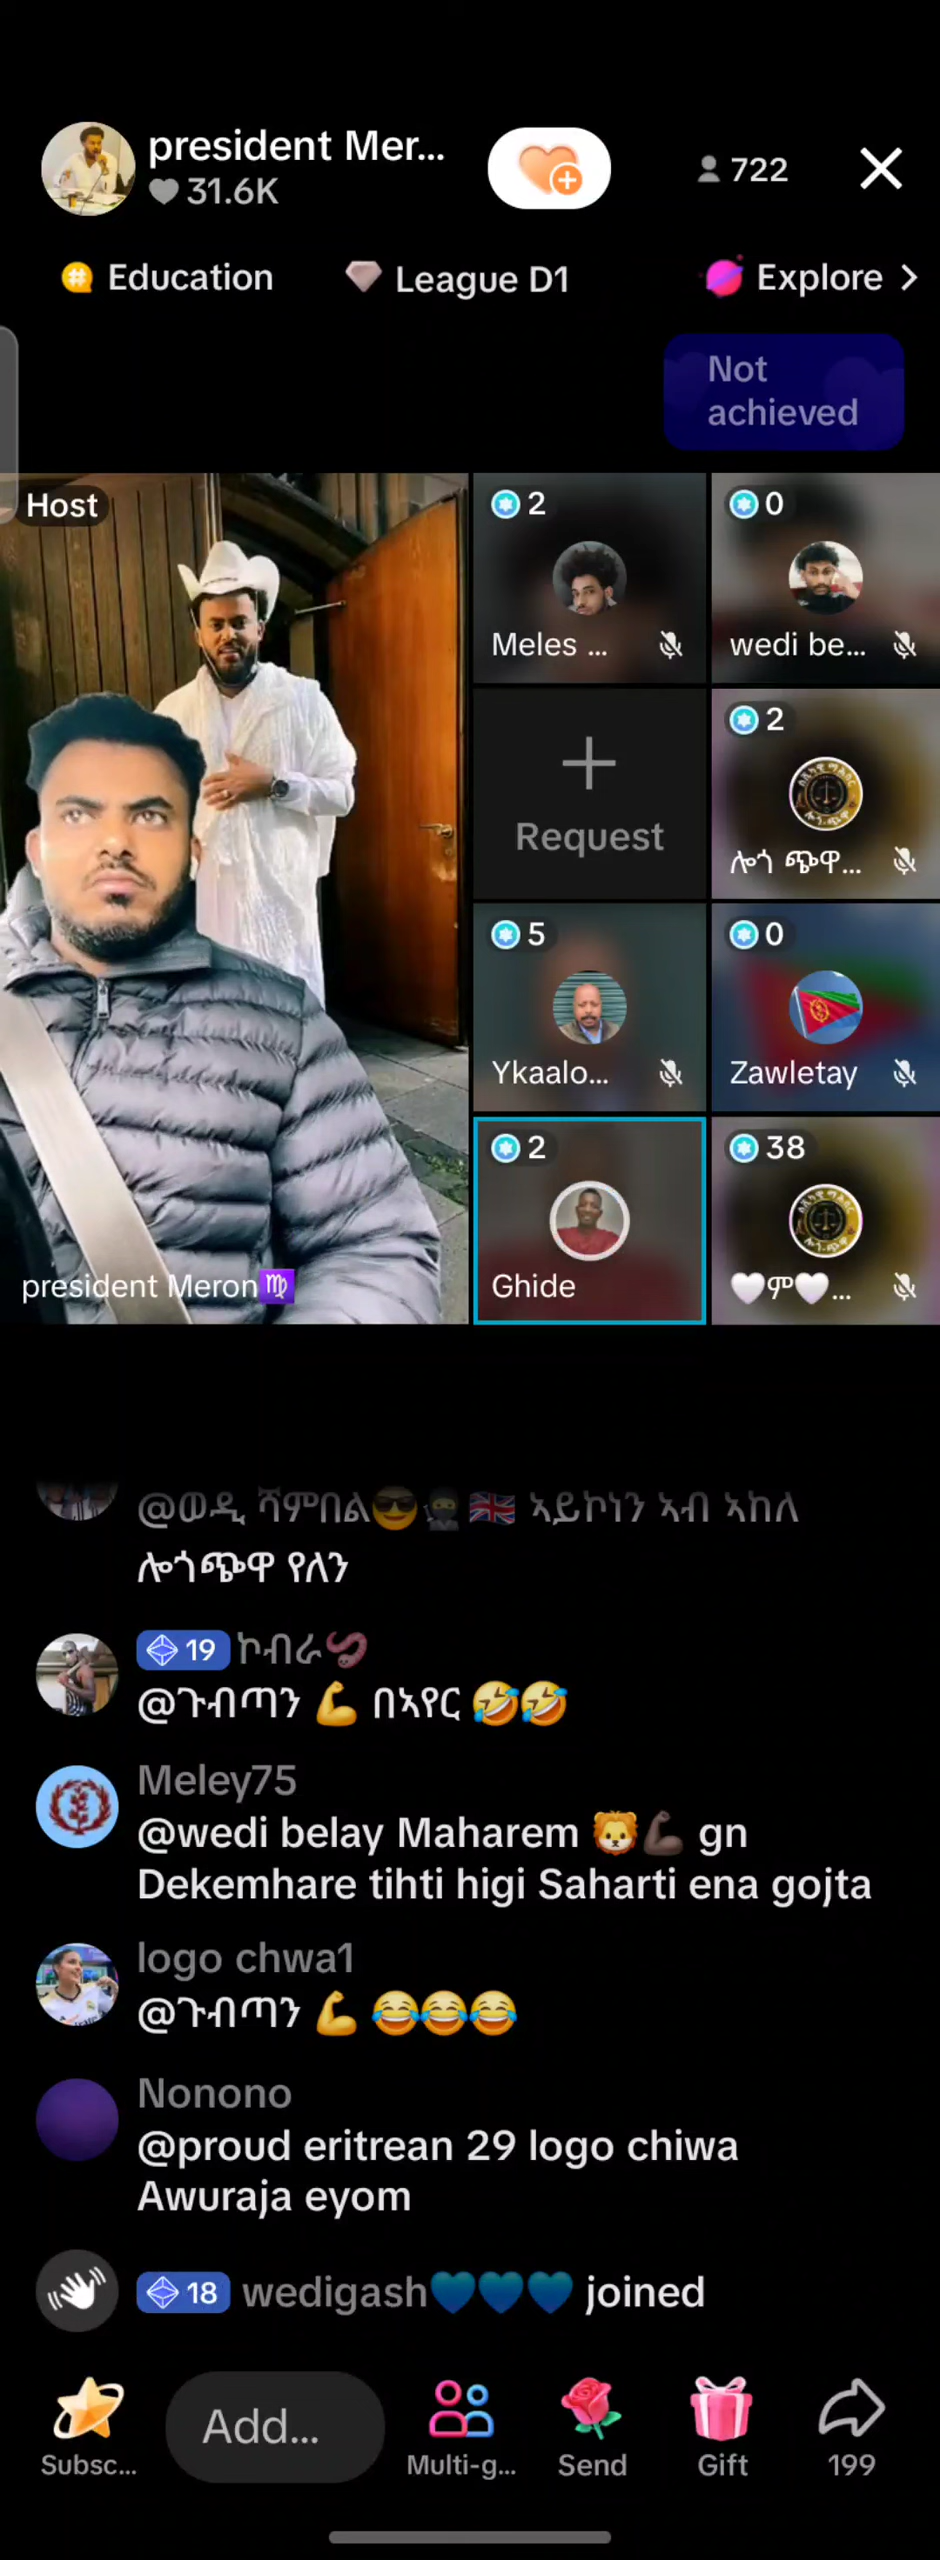 president Mer...
31.6K
722
Education
League D1
Explore
Not
achieved
Host
2
Meles ...
0
wedi be...
Request
2
ሎጎ ጭዋ...
5
Ykaalo...
0
Zawletay
president Meron♍
2
Ghide
38
🤍ም🤍...
@ወዲ ሻምበል😎🥷🇬🇧 ኣይኮነን ኣብ ኣከለ
ሎጎጭዋ የለን
19 ኮብራ🪱
@ጉብጣን 💪 በኣየር 🤣🤣
Meley75
@wedi belay Maharem 🦁💪🏿 gn
Dekemhare tihti higi Saharti ena gojta
logo chwa1
@ጉብጣን 💪 😂😂😂
Nonono
@proud eritrean 29 logo chiwa
Awuraja eyom
18 wedigash💙💙💙 joined
Subsc...
Add...
Multi-g...
Send
Gift
199